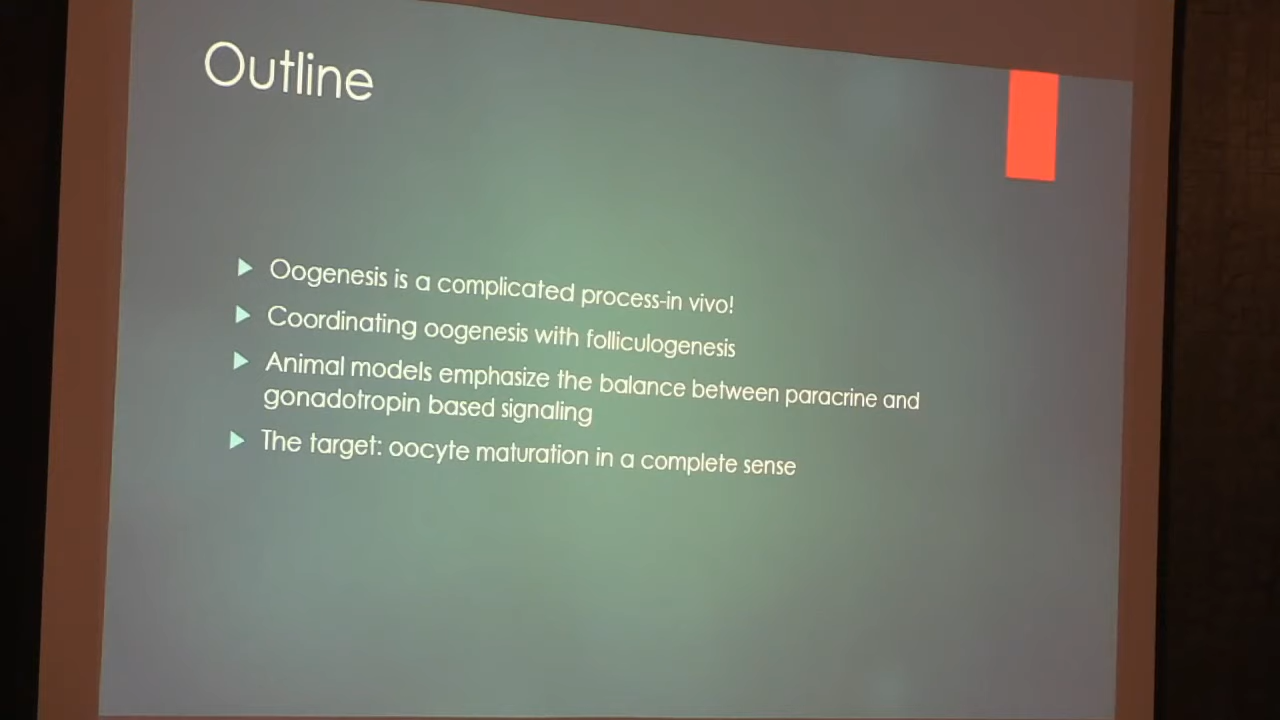 Outline
Oogenesis is a complicated process-in vivo!
Coordinating oogenesis with folliculogenesis
Animal models emphasize the balance between paracrine and
gonadotropin based signaling
The target: oocyte maturation in a complete sense